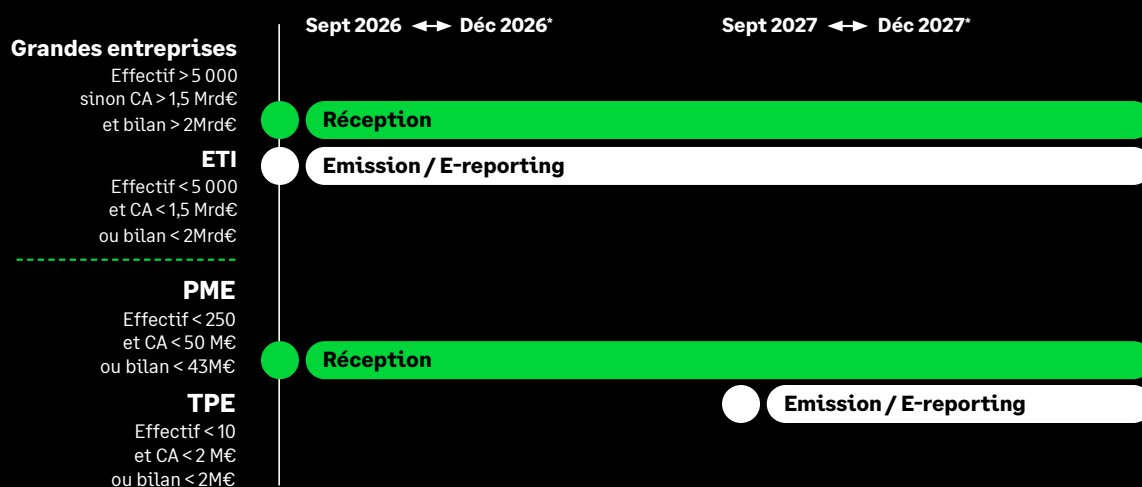 Sept 2026 ↔ Déc 2026*
Sept 2027 ↔ Déc 2027*
Grandes entreprises
Effectif > 5 000
sinon CA > 1,5 Mrd€
et bilan > 2Mrd€
Réception
ETI
Emission / E-reporting
Effectif < 5 000
et CA < 1,5 Mrd€
ou bilan < 2Mrd€
PME
Effectif < 250
et CA < 50 M€
ou bilan < 43M€
Réception
TPE
Emission / E-reporting
Effectif < 10
et CA < 2 M€
ou bilan < 2M€